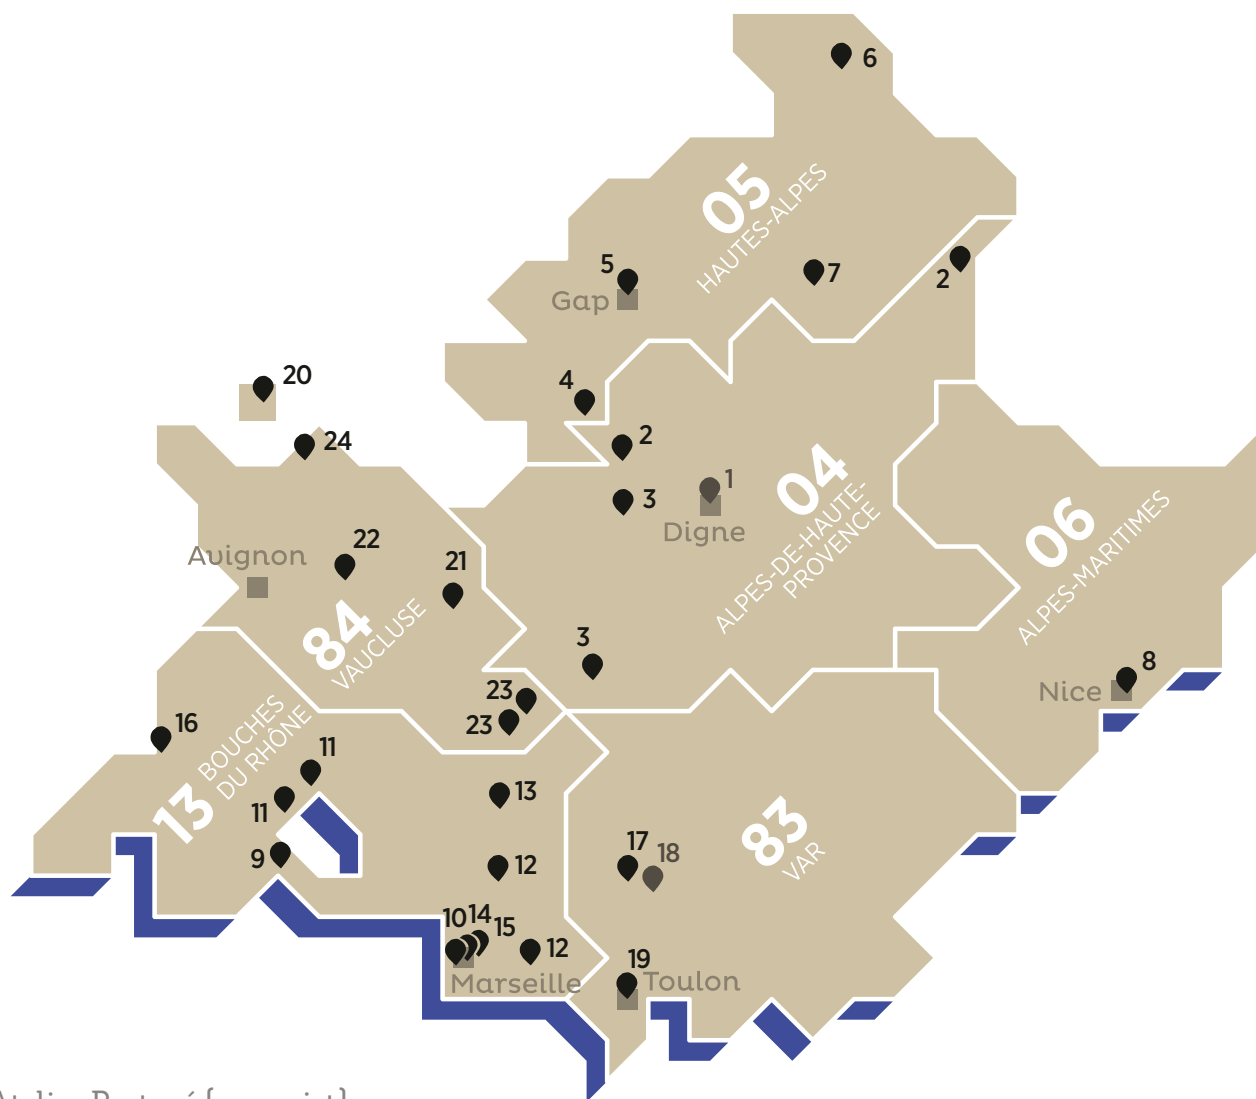 6
05
HAUTES-ALPES
5
Gap
7
2
4
2
3
1
Digne
04
ALPES-DE-HAUTE-
PROVENCE
06
ALPES-MARITIMES
20
24
Avignon
22
21
84
VAUCLUSE
3
23
23
8
Nice
16
13
BOUCHES
DU RHÔNE
11
11
9
13
12
10
14
15
12
Marseille
17
18
83
VAR
19
Toulon